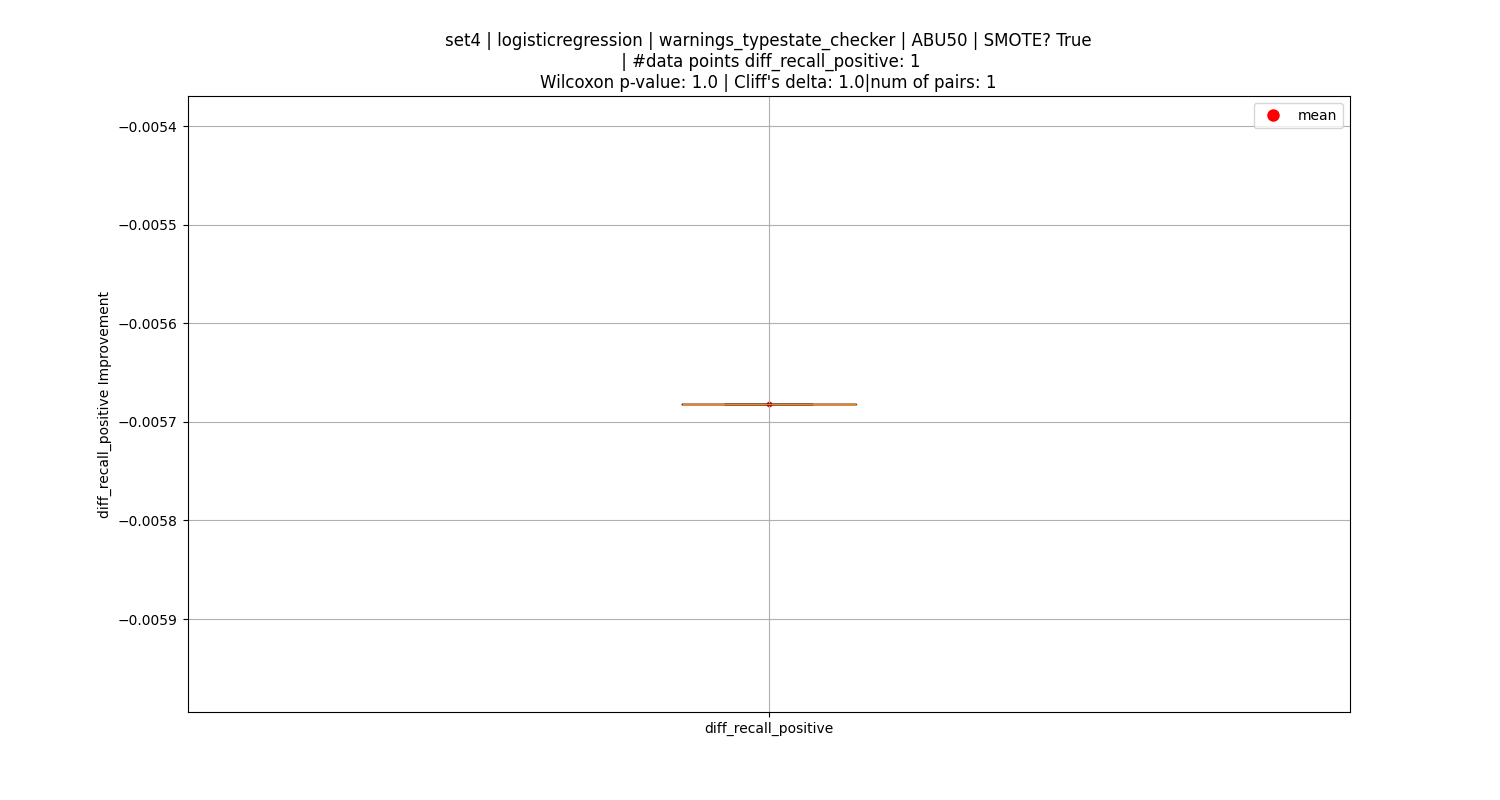 set4 | logisticregression | warnings_typestate_checker | ABU50 | SMOTE? True
| #data points diff_recall_positive: 1
Wilcoxon p-value: 1.0 | Cliff's delta: 1.0|num of pairs: 1
mean
−0.0054
−0.0055
−0.0056
−0.0057
−0.0058
−0.0059
diff_recall_positive Improvement
diff_recall_positive